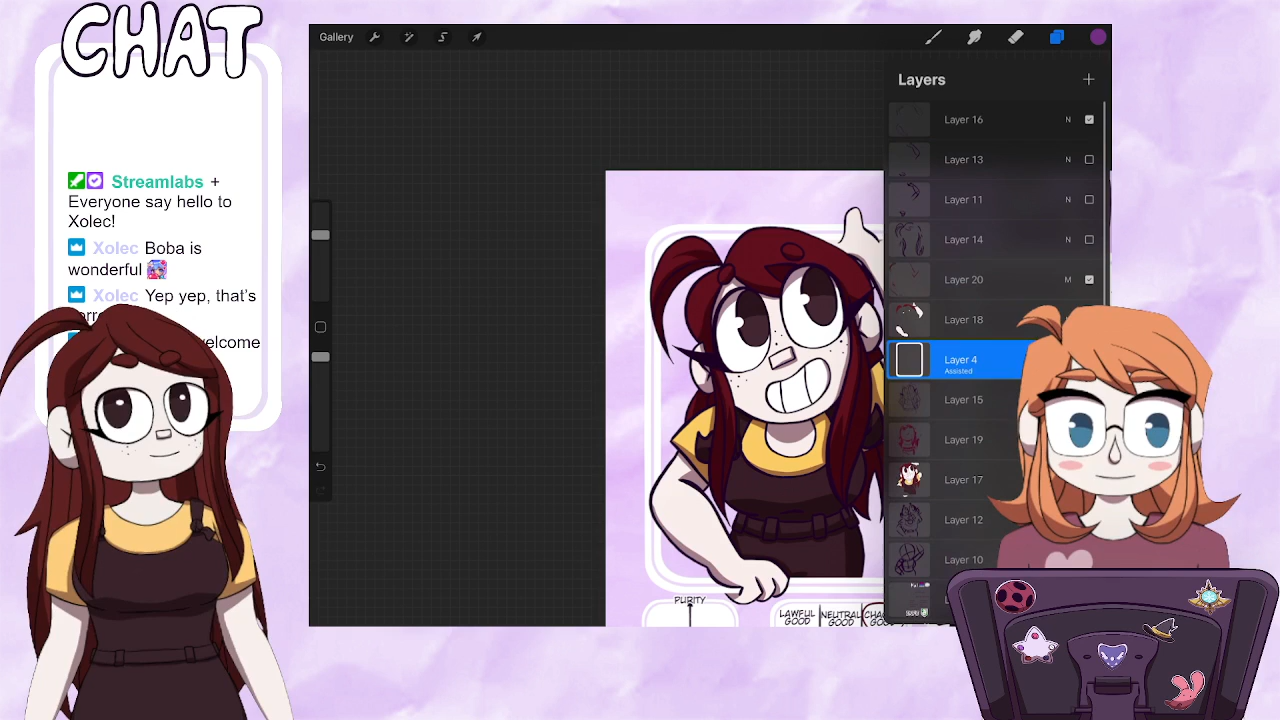 CHAT
Streamlabs +
Everyone say hello to
Xolec!
Xolec Boba is
wonderful
Xolec Yep yep, that's
Gallery
Layers
Layer 16 N
Layer 13 N
Layer 11 N
Layer 14 N
Layer 20 M
Layer 18
Layer 4
Assisted
Layer 15
Layer 19
Layer 17
Layer 12
Layer 10
PURITY
LAWFUL GOOD
NEUTRAL GOOD